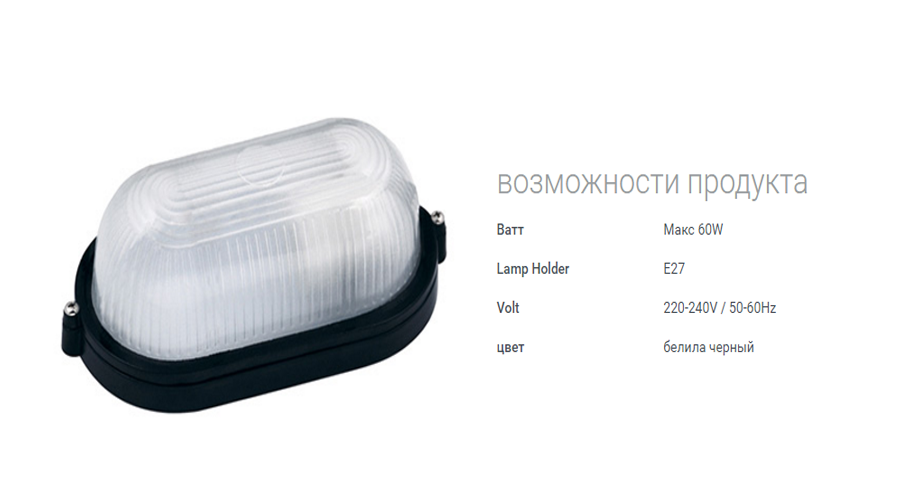 возможности продукта
Ватт Макс 60W
Lamp Holder E27
Volt 220-240V / 50-60Hz
цвет белила черный